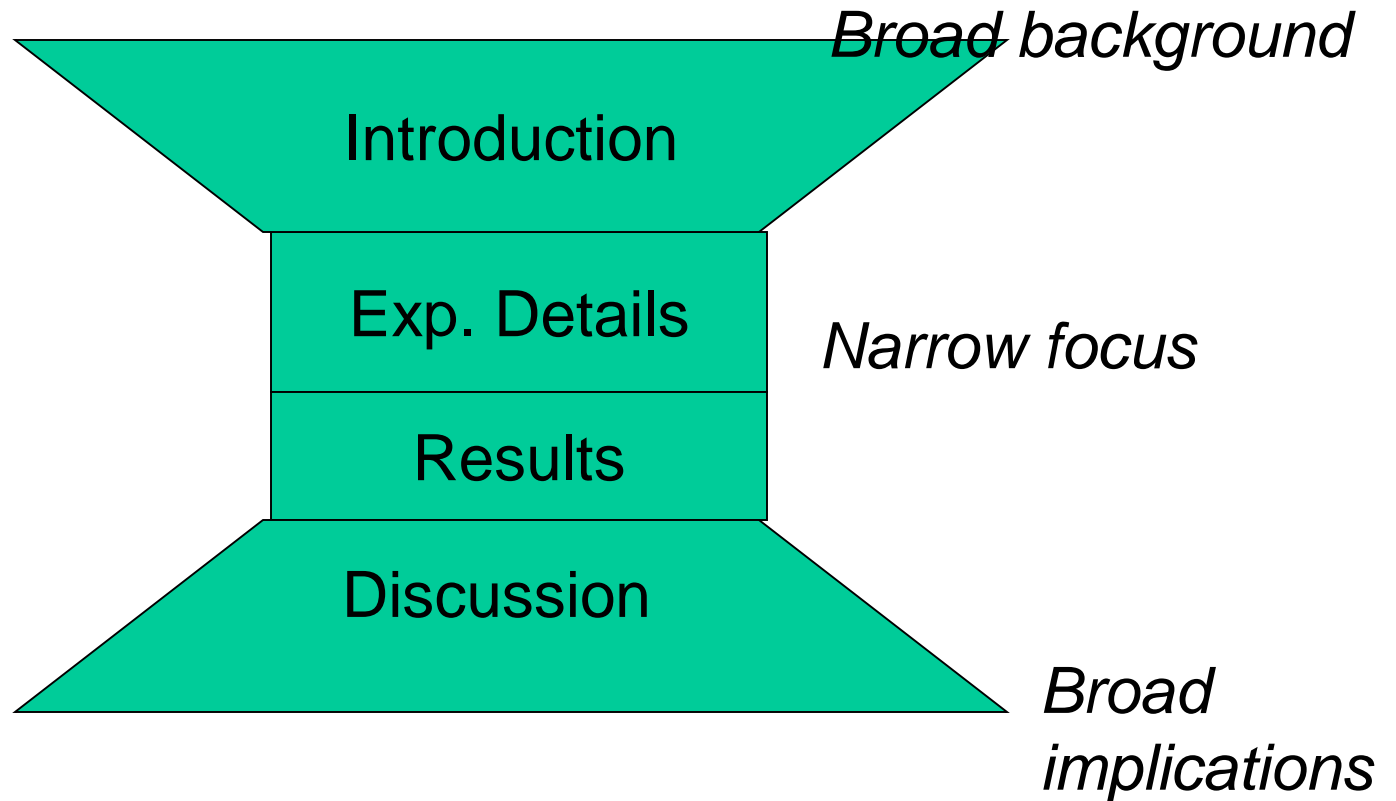 Broad background
Introduction
Exp. Details
Narrow focus
Results
Discussion
Broad
implications